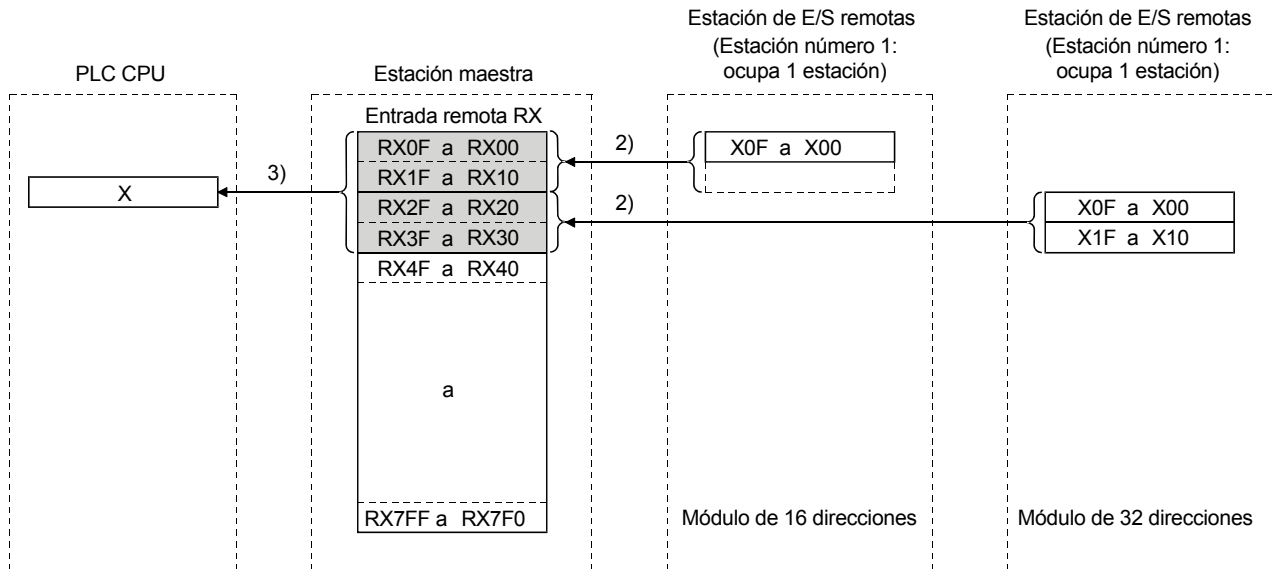 PLC CPU
Estación maestra
Estación de E/S remotas
(Estación número 1:
ocupa 1 estación)
Estación de E/S remotas
(Estación número 1:
ocupa 1 estación)
Entrada remota RX
RX0F a RX00
RX1F a RX10
RX2F a RX20
RX3F a RX30
RX4F a RX40
a
RX7FF a RX7F0
X
3)
2)
2)
X0F a X00
X0F a X00
X1F a X10
Módulo de 16 direcciones
Módulo de 32 direcciones